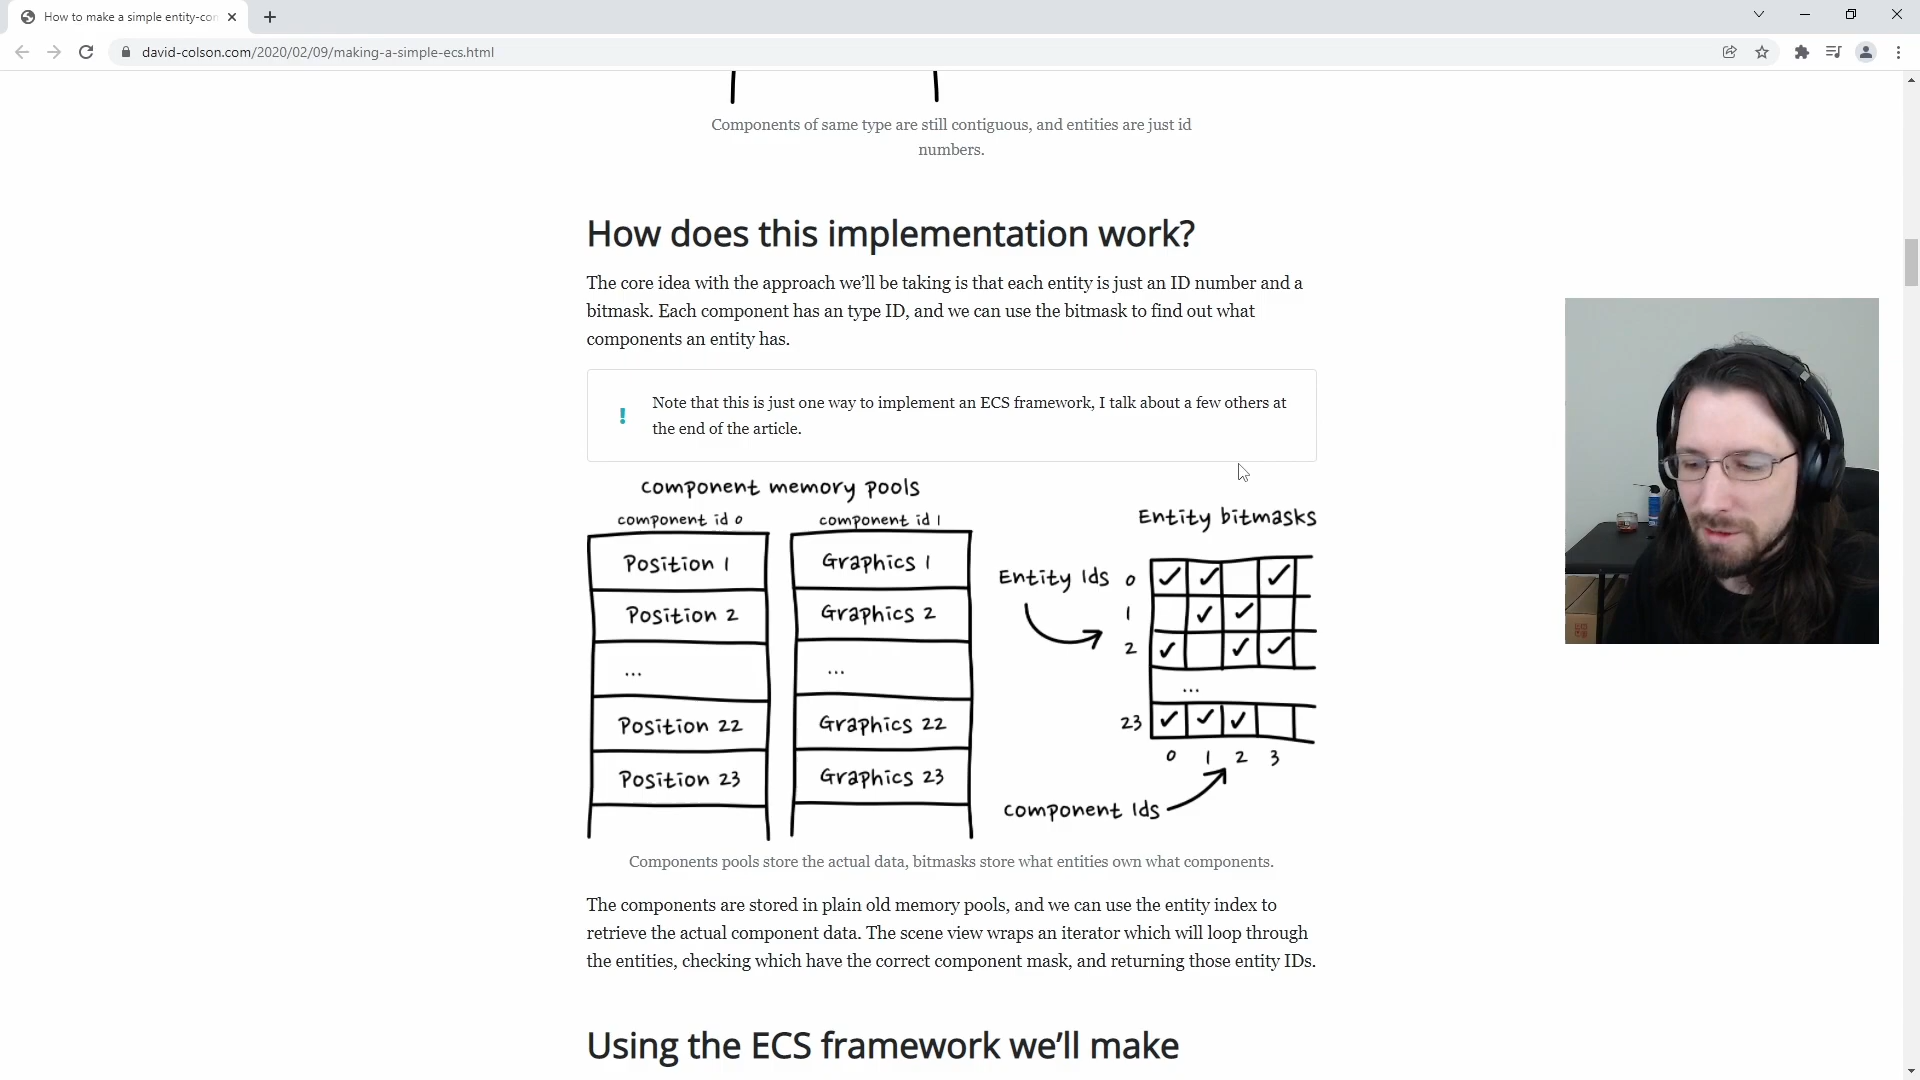 How to make a simple entity-con
david-colson.com/2020/02/09/making-a-simple-ecs.html
Components of same type are still contiguous, and entities are just id
numbers.
How does this implementation work?
The core idea with the approach we'll be taking is that each entity is just an ID number and a
bitmask. Each component has an type ID, and we can use the bitmask to find out what
components an entity has.
! Note that this is just one way to implement an ECS framework, I talk about a few others at
the end of the article.
component memory pools
component id 0
Position 1
Position 2
...
Position 22
Position 23
component id 1
Graphics 1
Graphics 2
...
Graphics 22
Graphics 23
Entity bitmasks
Entity Ids
0
1
2
...
23
0 1 2 3
component Ids
Components pools store the actual data, bitmasks store what entities own what components.
The components are stored in plain old memory pools, and we can use the entity index to
retrieve the actual component data. The scene view wraps an iterator which will loop through
the entities, checking which have the correct component mask, and returning those entity IDs.
Using the ECS framework we'll make